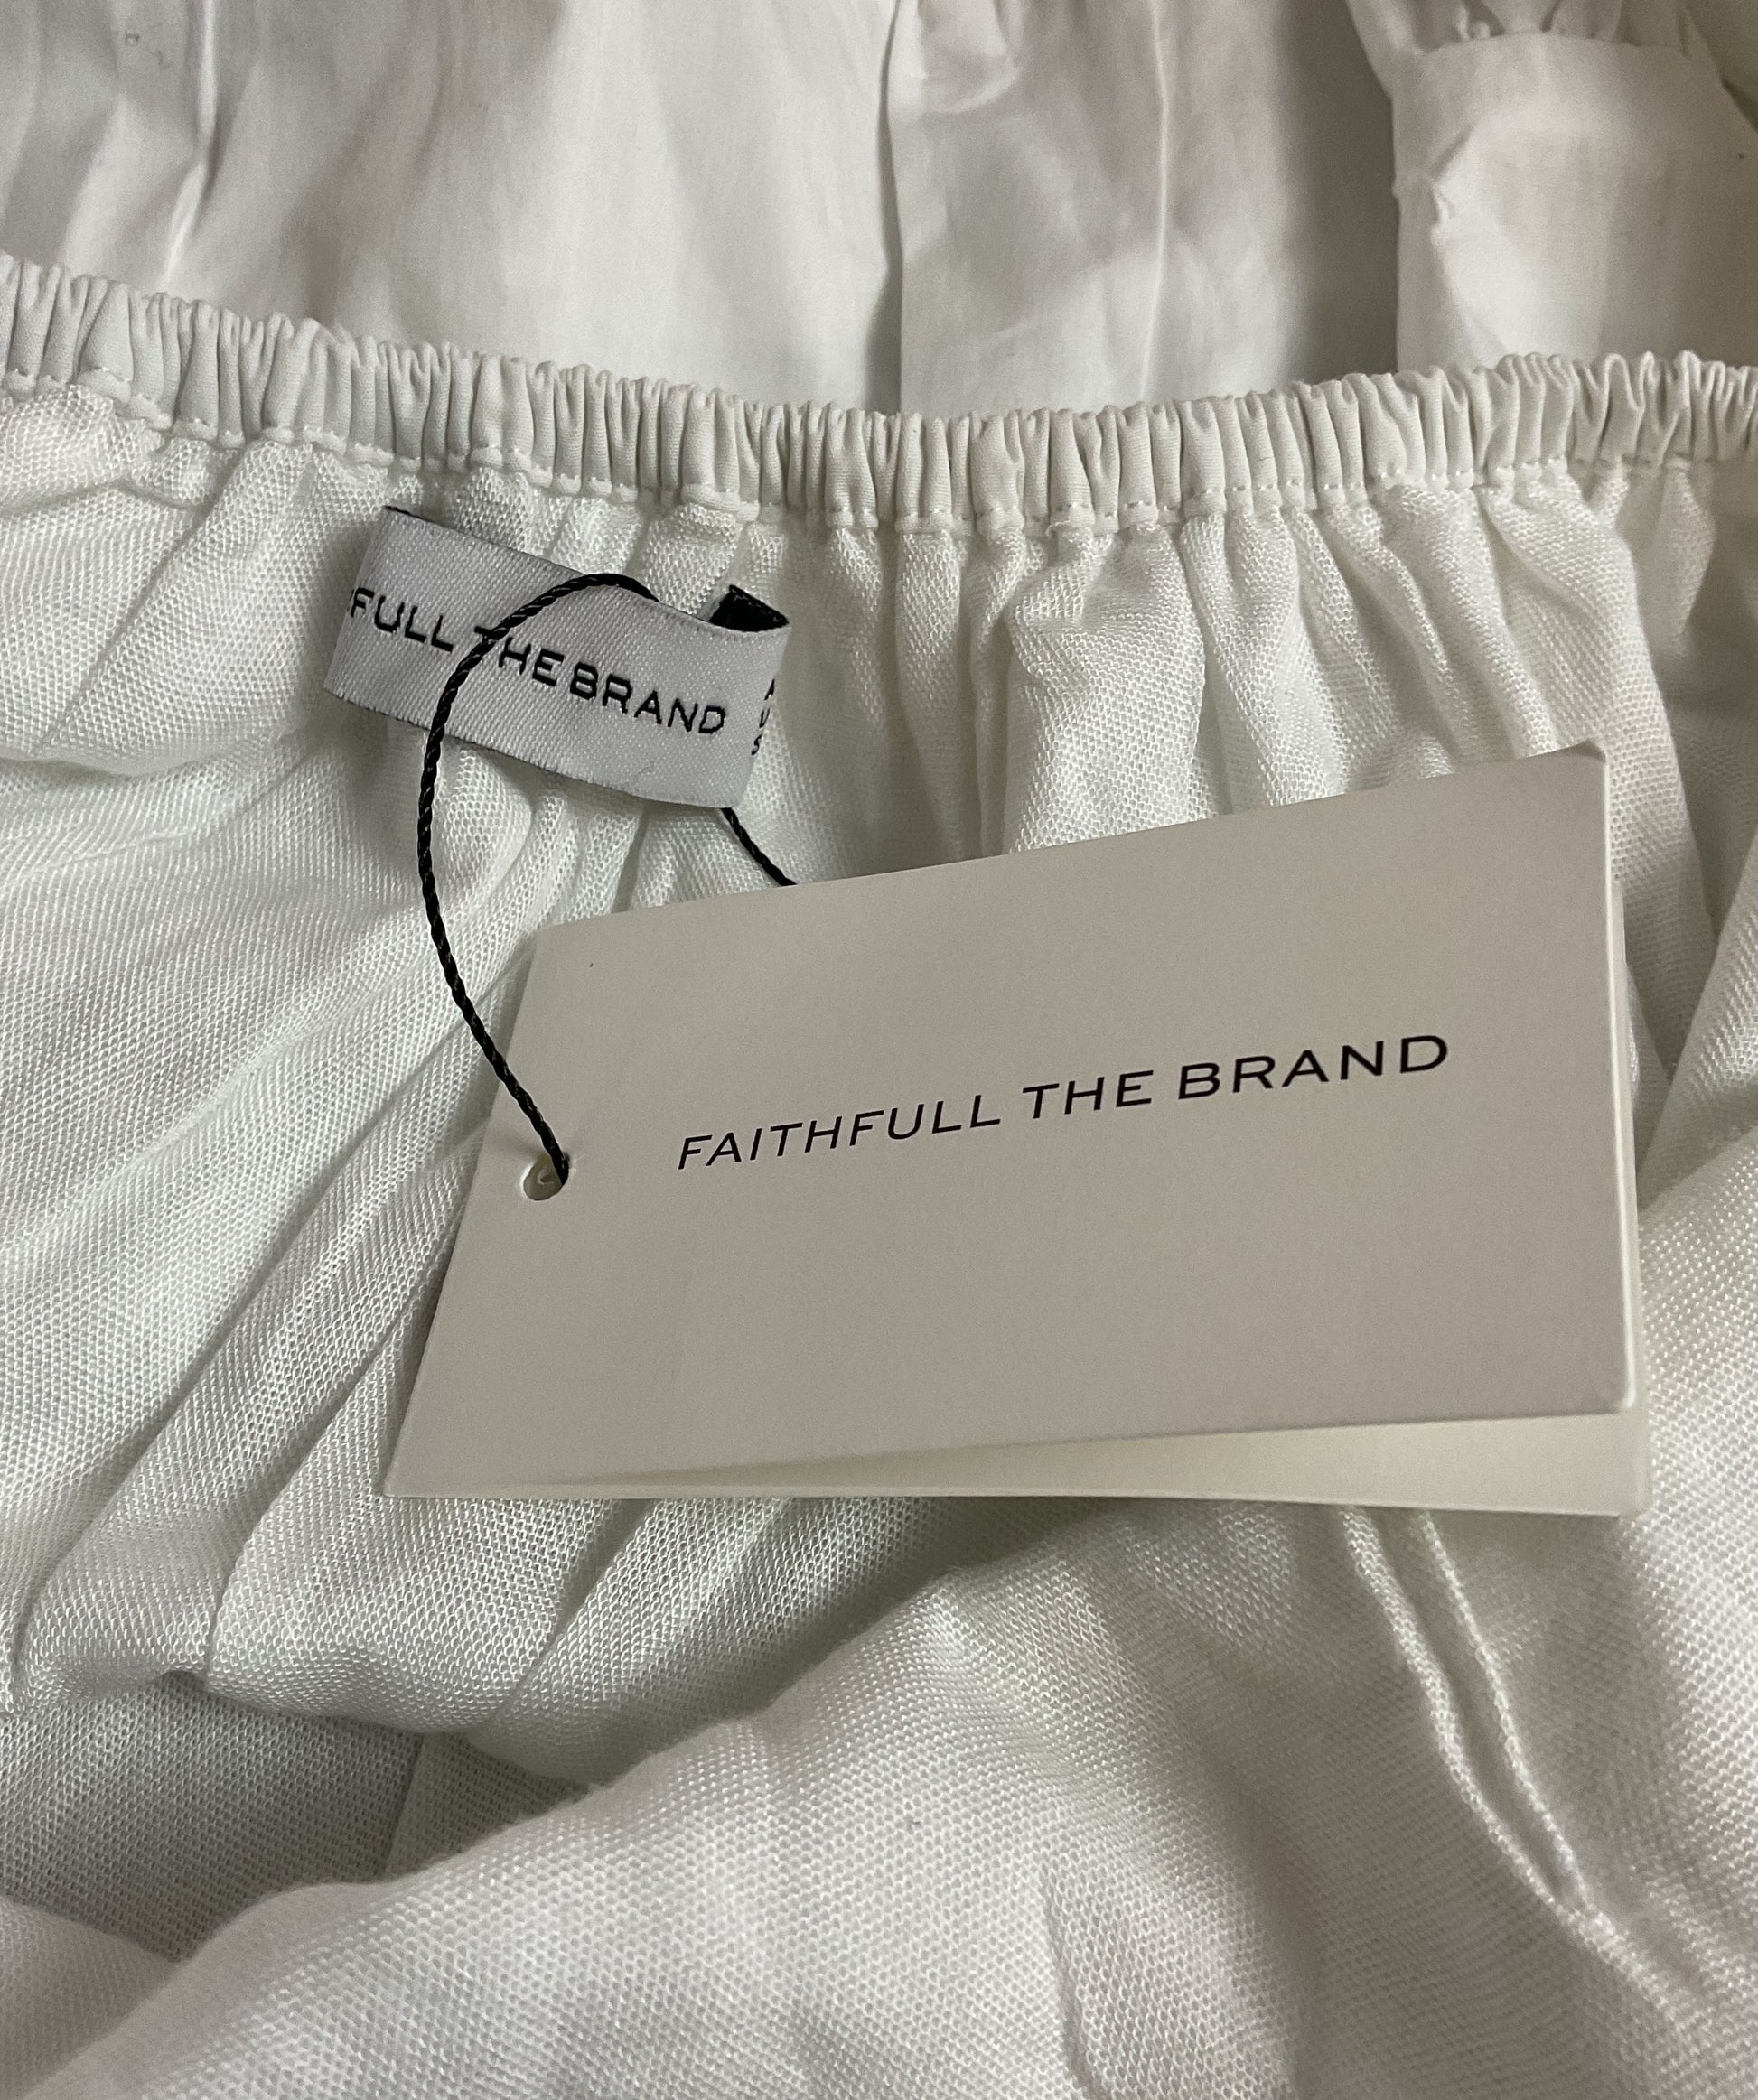 FULL THE BRAND
A
U
S
FAITHFULL THE BRAND